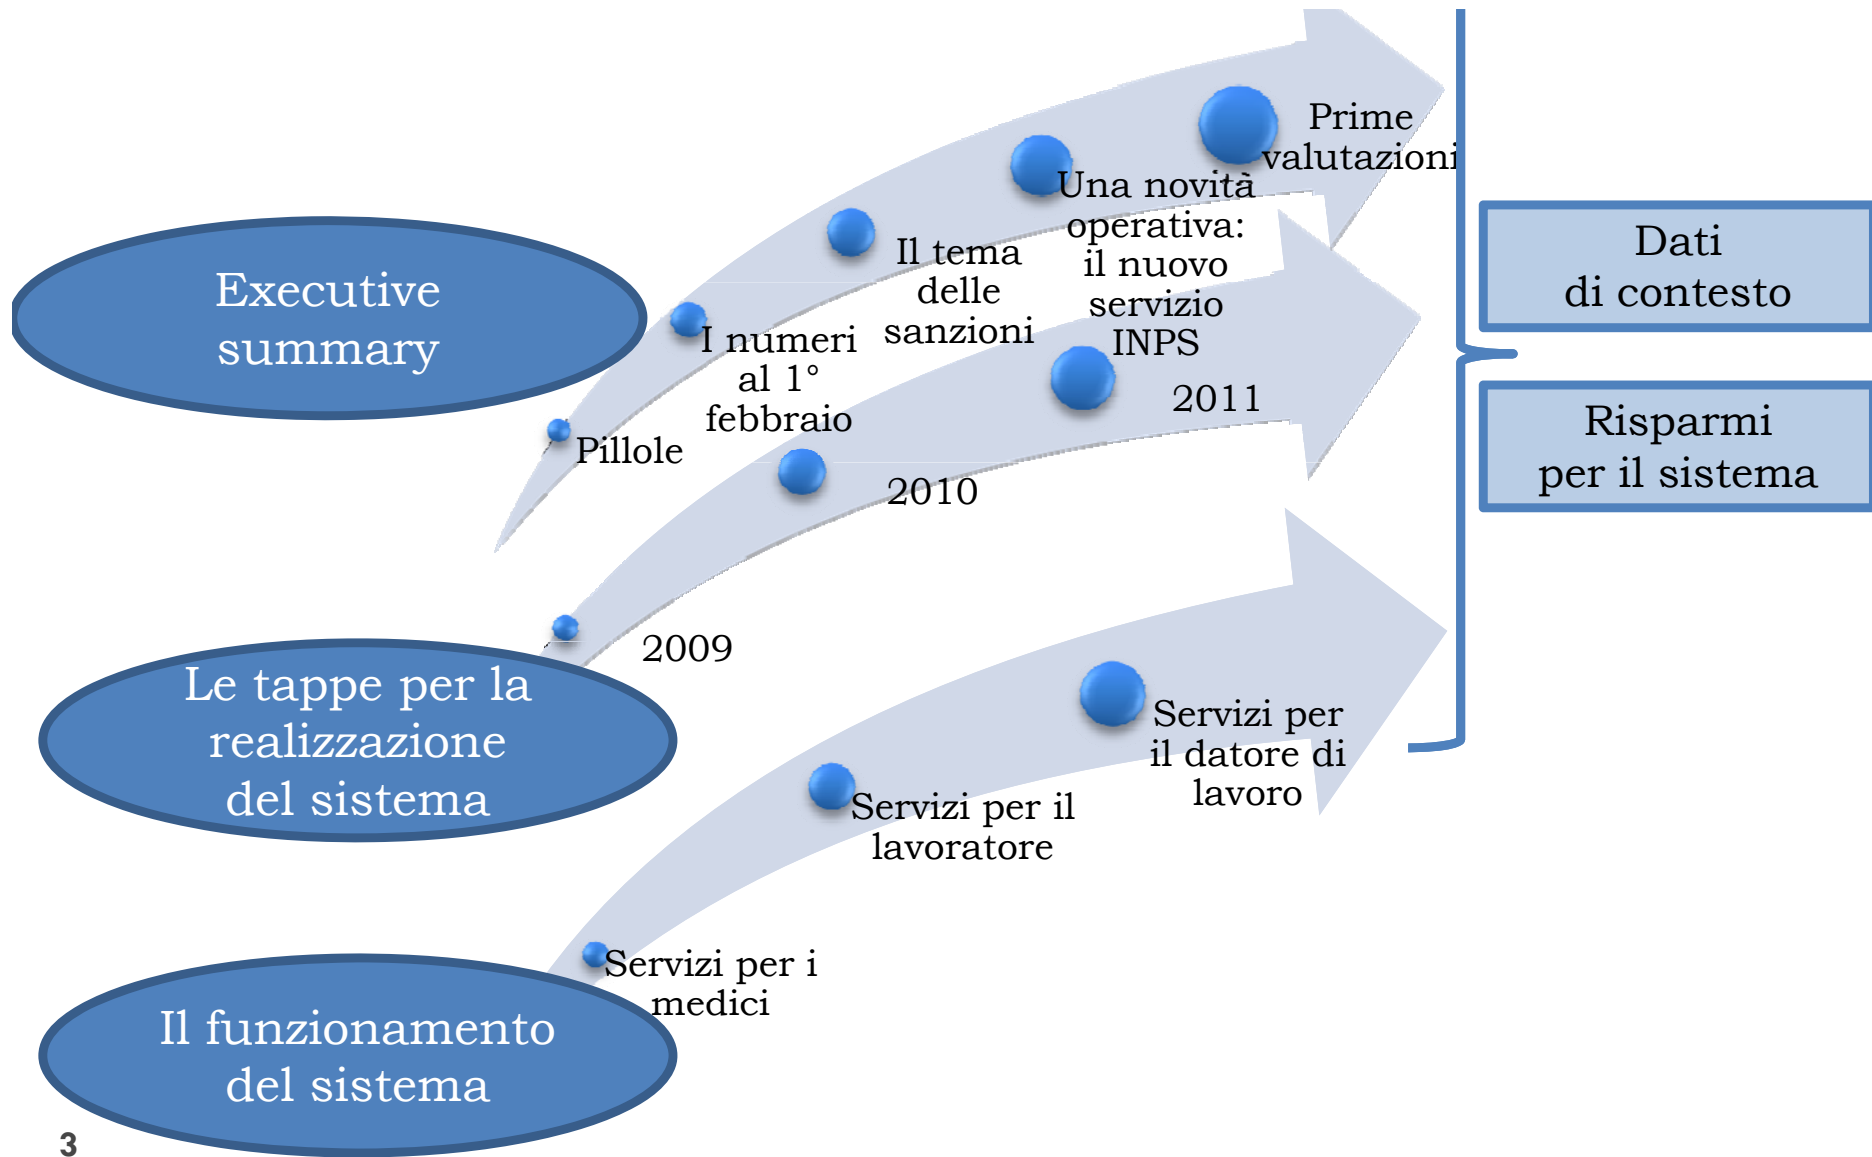 Executive
summary
Pillole
I numeri
al 1°
febbraio
Il tema
delle
sanzioni
Una novità
operativa:
il nuovo
servizio
INPS
Prime
valutazioni
Le tappe per la
realizzazione
del sistema
2009
2010
2011
Il funzionamento
del sistema
Servizi per i
medici
Servizi per il
lavoratore
Servizi per
il datore di
lavoro
Dati
di contesto
Risparmi
per il sistema
3